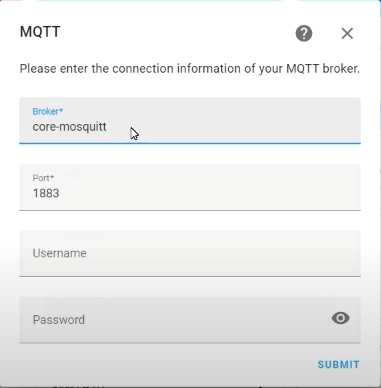 MQTT
Please enter the connection information of your MQTT broker.
Broker*
core-mosquitt
Port*
1883
Username
Password
SUBMIT